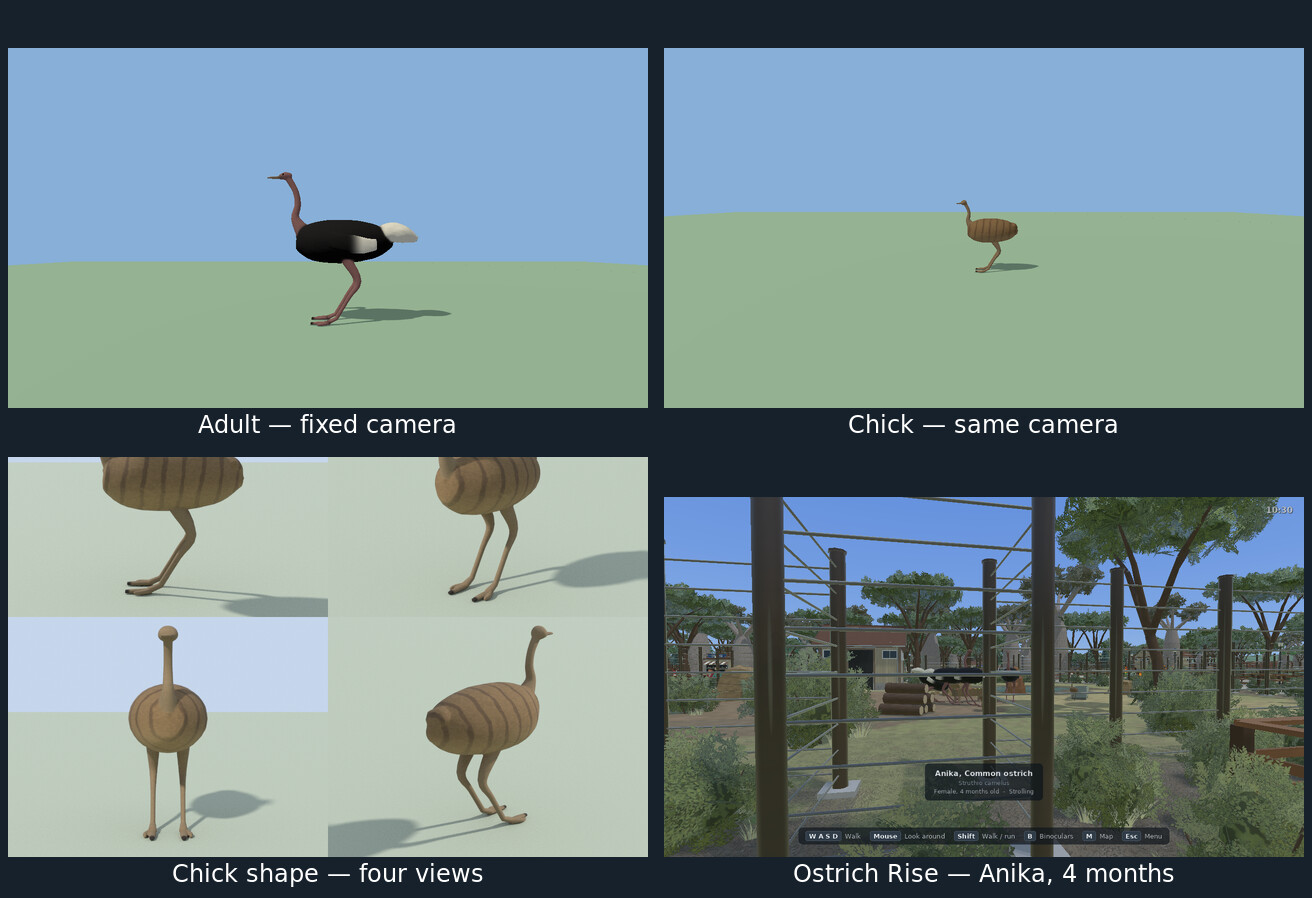 Adult — fixed camera
Chick — same camera
10:30
Anika, Common ostrich
Struthio camelus
Female, 4 months old · Strolling
W A S D Walk Mouse Look around Shift Walk / run B Binoculars M Map Esc Menu
Chick shape — four views
Ostrich Rise — Anika, 4 months